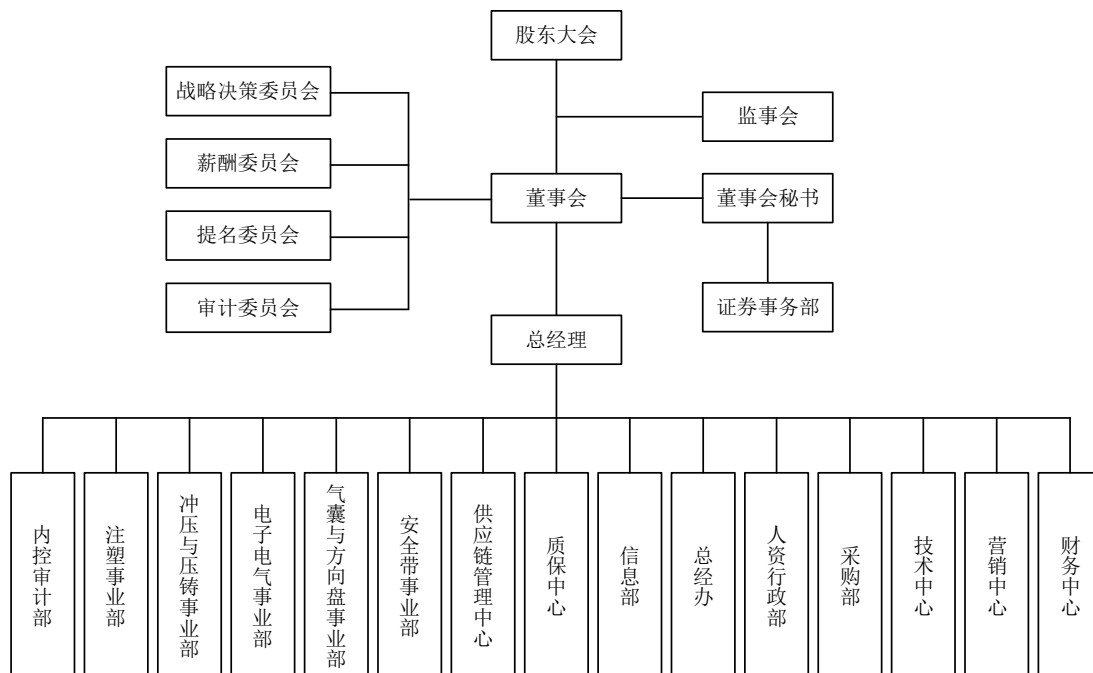 股东大会
战略决策委员会
监事会
薪酬委员会
董事会
董事会秘书
提名委员会
审计委员会
证券事务部
总经理
内控审计部
注塑事业部
冲压与压铸事业部
电子电气事业部
气囊与方向盘事业部
安全带事业部
供应链管理中心
质保中心
信息部
总经办
人资行政部
采购部
技术中心
营销中心
财务中心